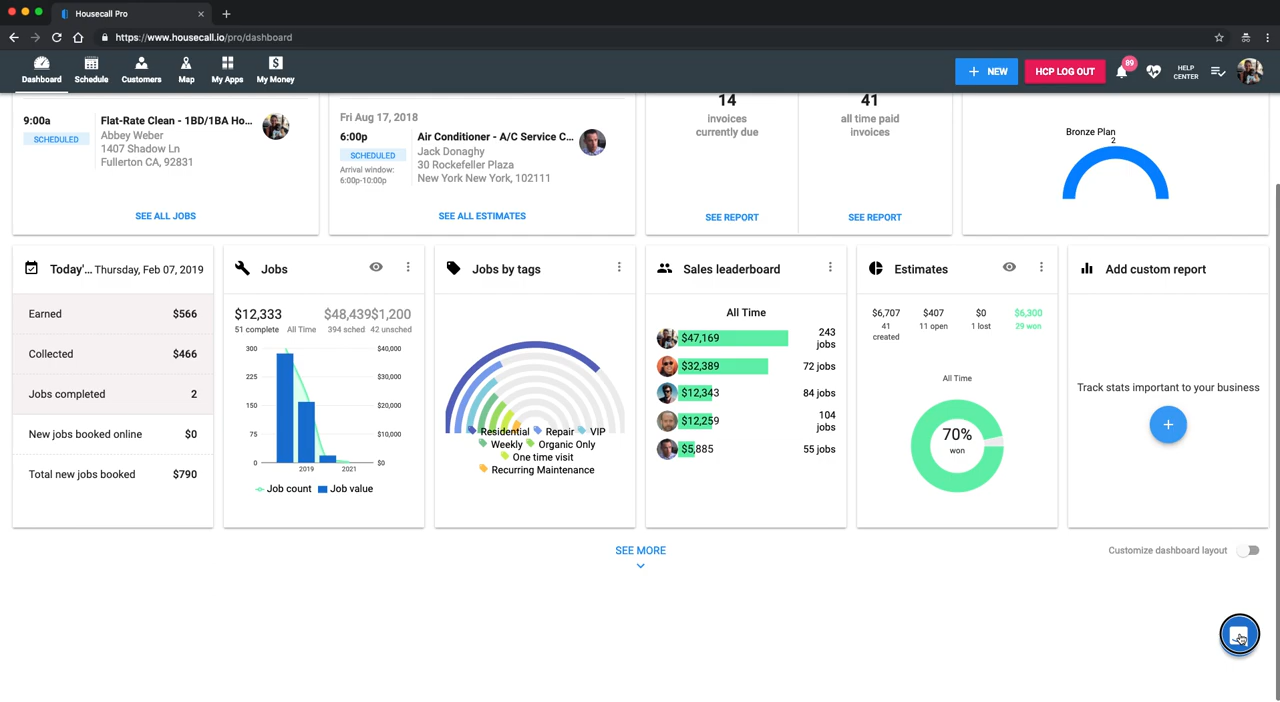 Housecall Pro
https://www.housecall.io/pro/dashboard
Dashboard
Schedule
Customers
Map
My Apps
My Money
NEW
HCP LOG OUT
89
HELP
CENTER
9:00a
SCHEDULED
Flat-Rate Clean - 1BD/1BA Ho...
Abbey Weber
1407 Shadow Ln
Fullerton CA, 92831
SEE ALL JOBS
Fri Aug 17, 2018
6:00p
SCHEDULED
Arrival window:
6:00p-10:00p
Air Conditioner - A/C Service C...
Jack Donaghy
30 Rockefeller Plaza
New York New York, 102111
SEE ALL ESTIMATES
14
invoices
currently due
SEE REPORT
41
all time paid
invoices
SEE REPORT
Bronze Plan
2
Today'... Thursday, Feb 07, 2019
Earned $566
Collected $466
Jobs completed 2
New jobs booked online $0
Total new jobs booked $790
Jobs
$12,333 $48,439 $1,200
51 complete All Time 394 sched 42 unsched
300 $40,000
225 $30,000
150 $20,000
75 $10,000
0 $0
2019 2021
Job count Job value
Jobs by tags
Residential Repair VIP
Weekly Organic Only
One time visit
Recurring Maintenance
Sales leaderboard
All Time
$47,169 243 jobs
$32,389 72 jobs
$12,343 84 jobs
$12,259 104 jobs
$5,885 55 jobs
Estimates
$6,707 $407 $0 $6,300
41 created 11 open 1 lost 29 won
All Time
70%
won
Add custom report
Track stats important to your business
SEE MORE
Customize dashboard layout